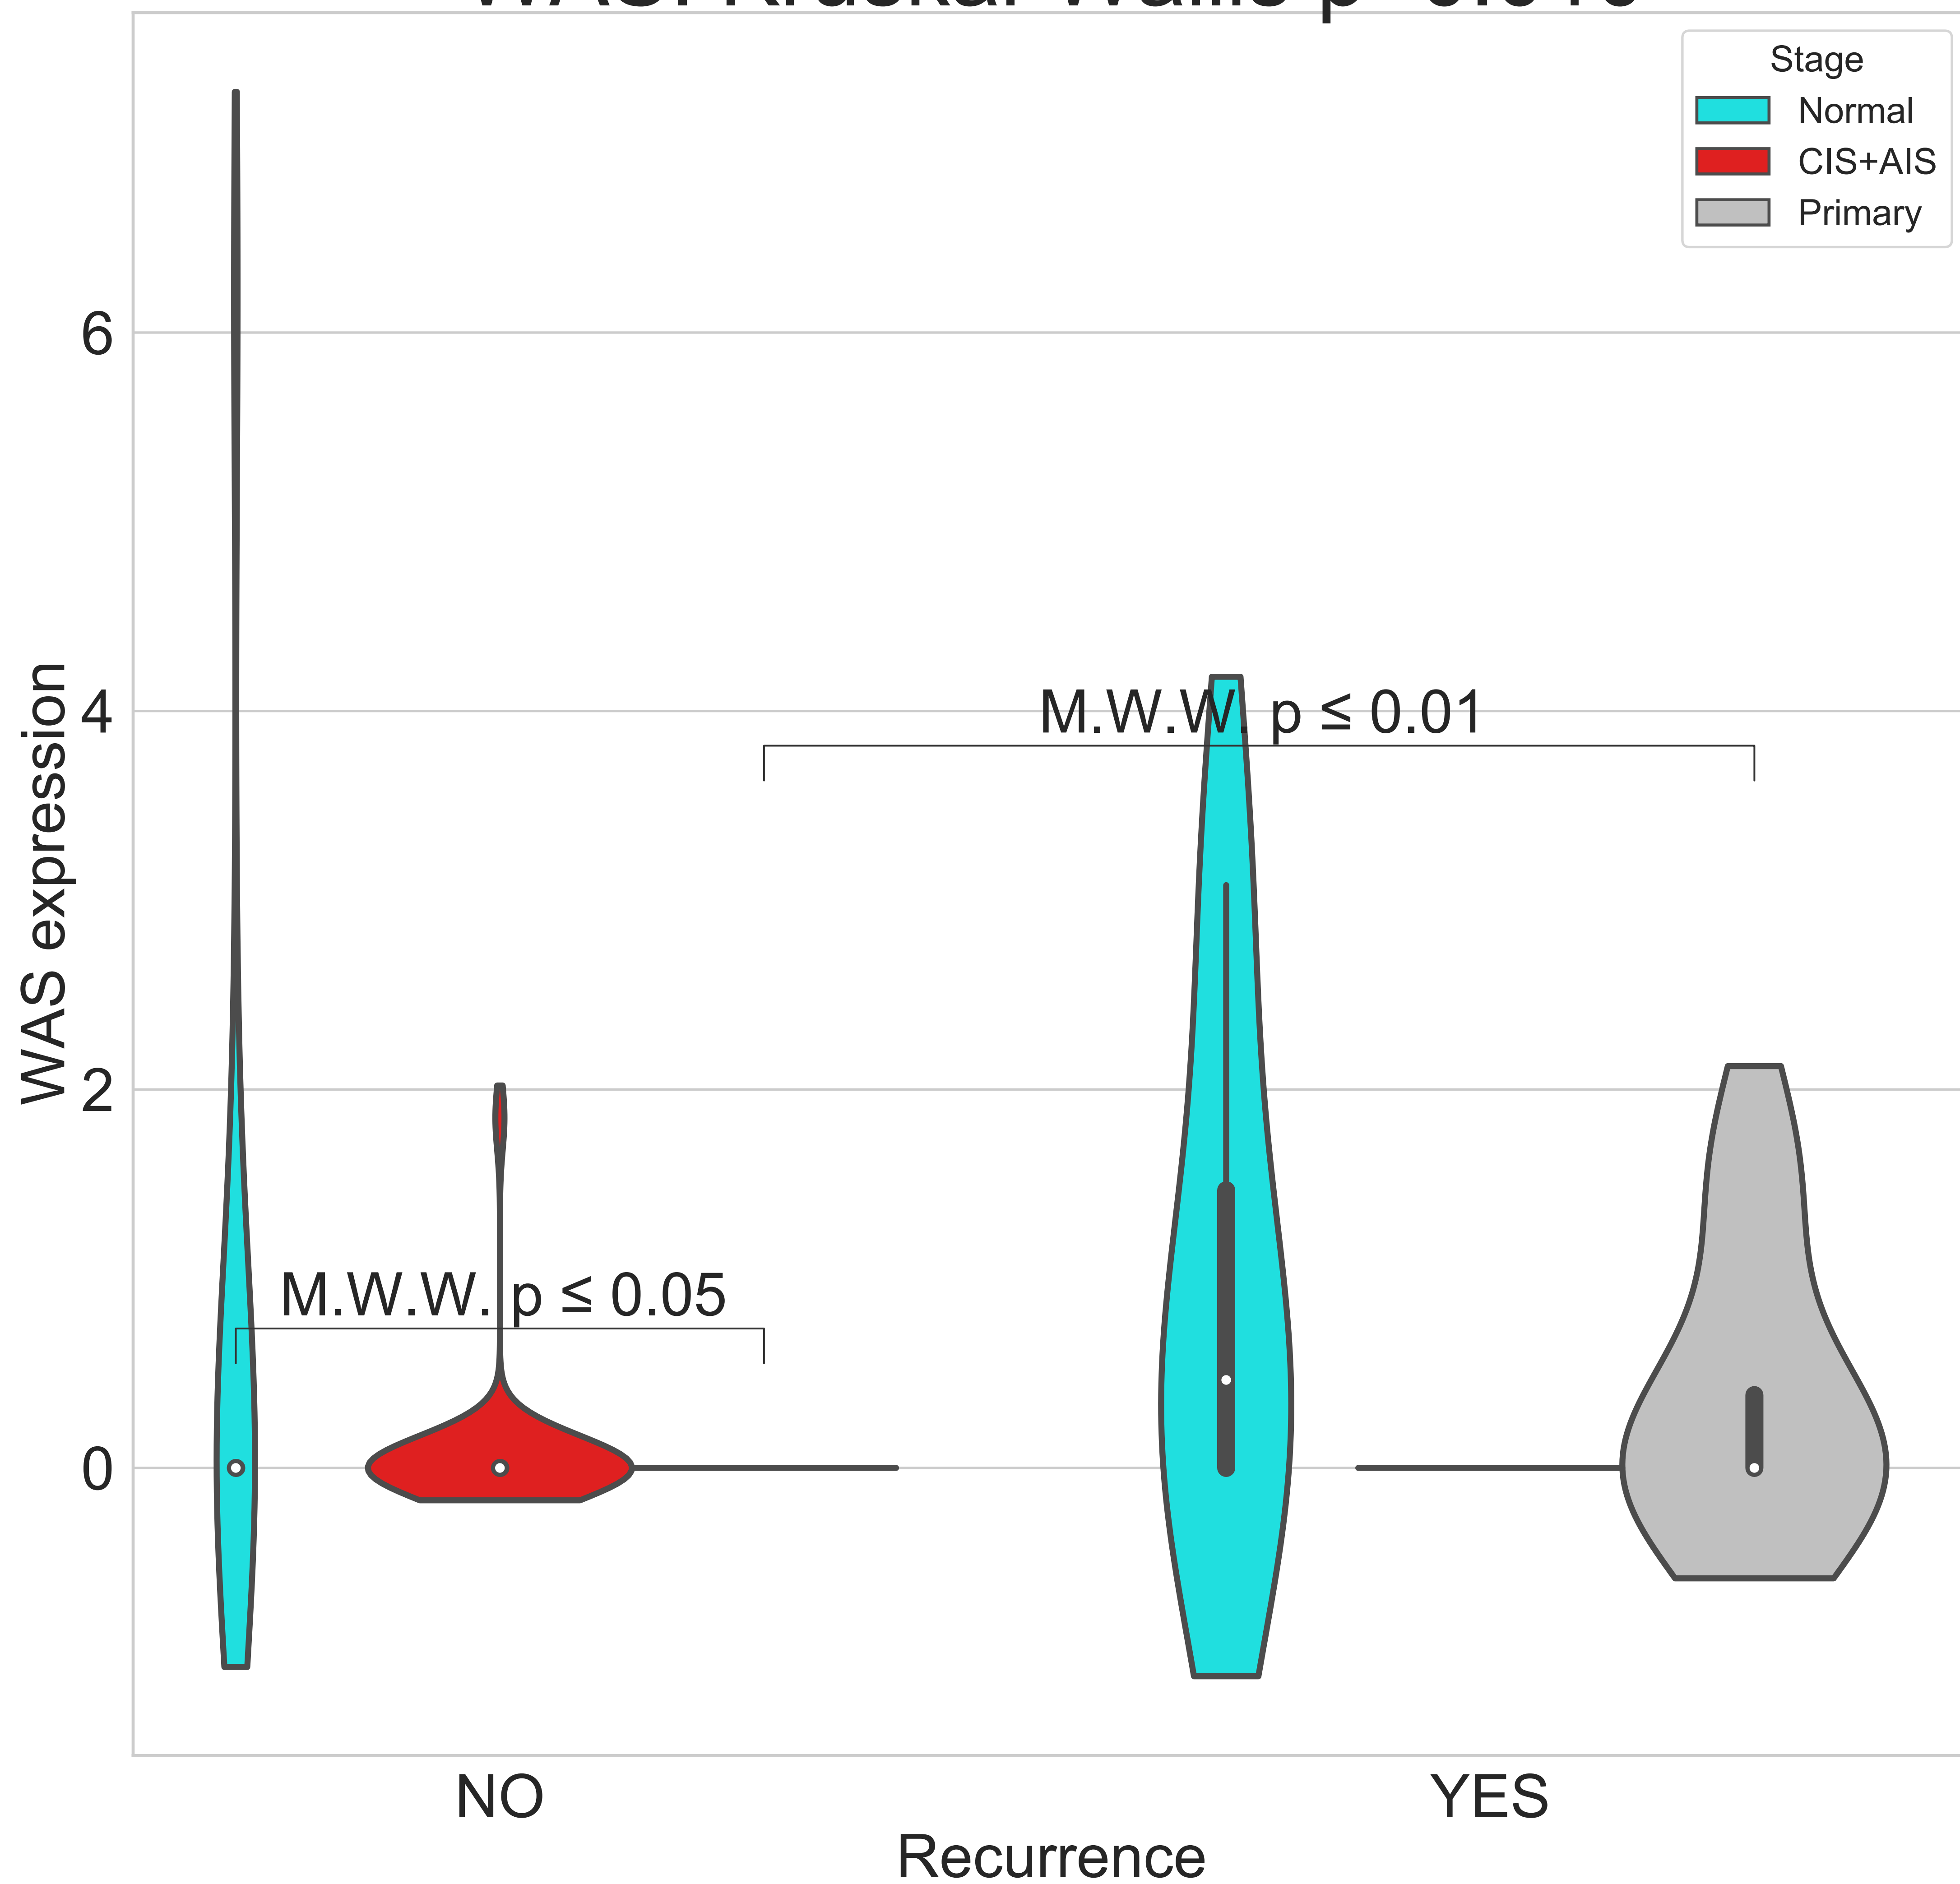 Stage
Normal
CIS+AIS
Primary
6
4
2
0
WAS expression
M.W.W. p ≤ 0.01
M.W.W. p ≤ 0.05
NO
YES
Recurrence